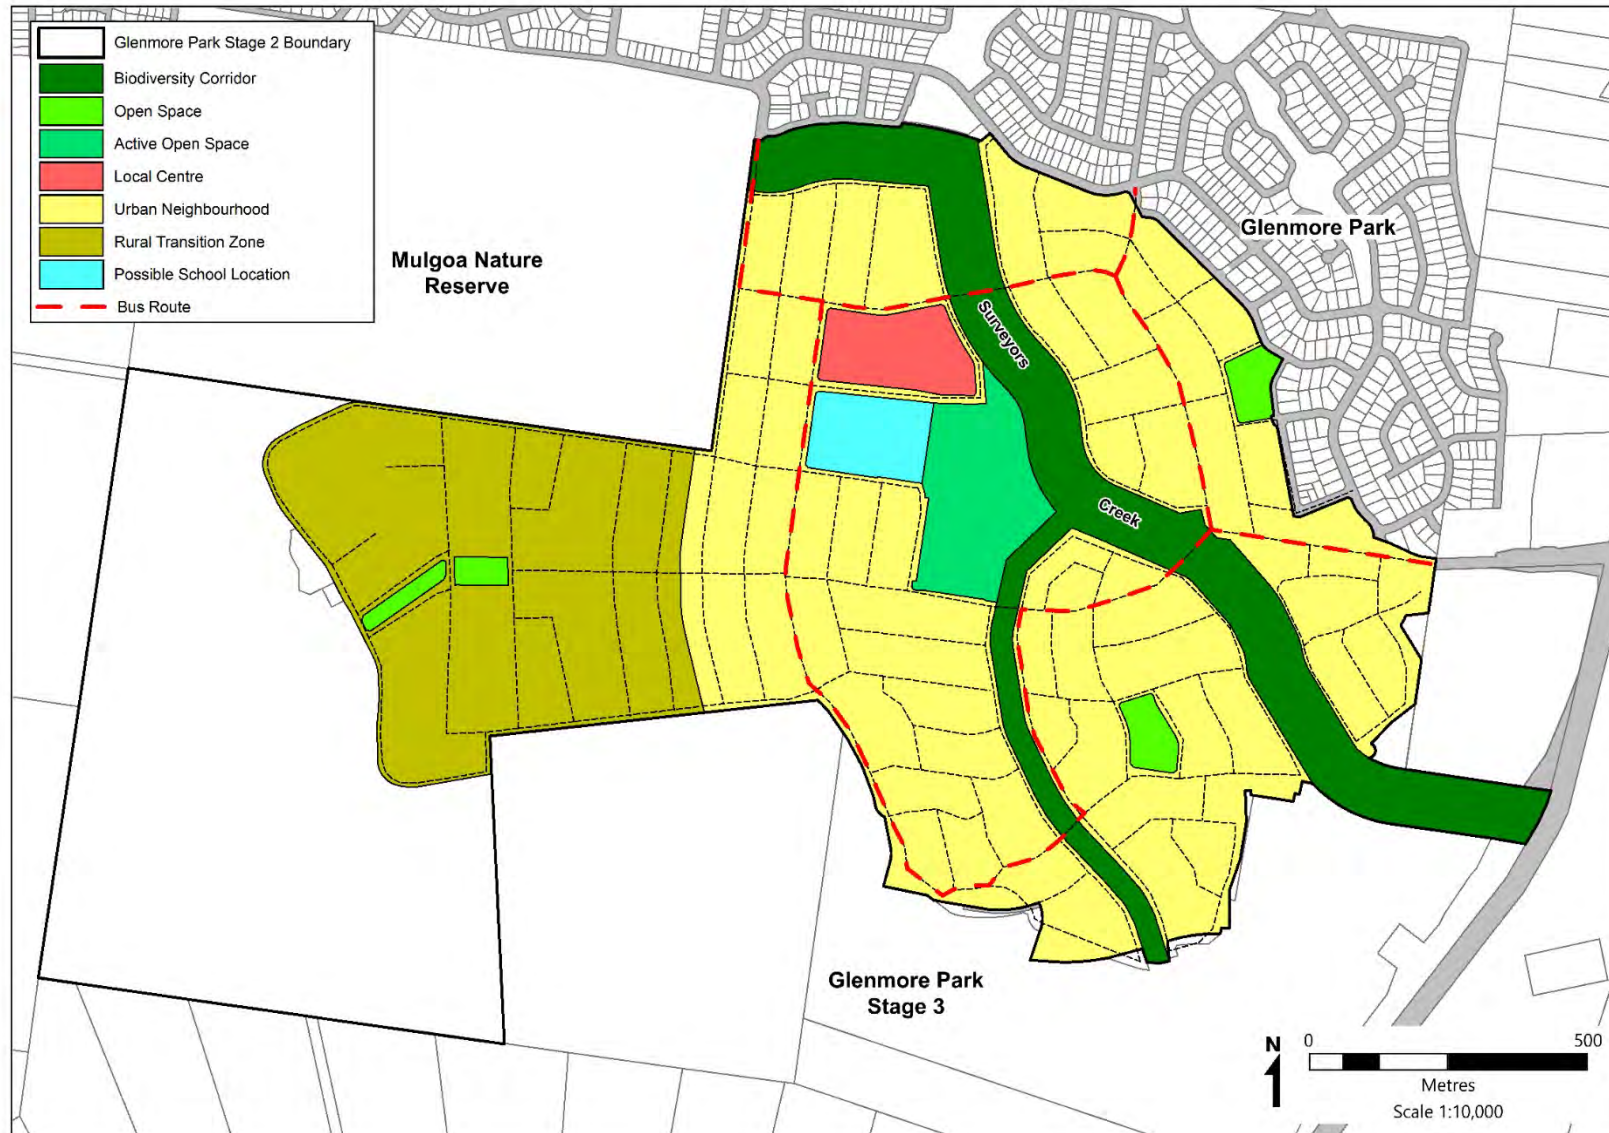 Glenmore Park Stage 2 Boundary
Biodiversity Corridor
Open Space
Active Open Space
Local Centre
Urban Neighbourhood
Rural Transition Zone
Possible School Location
Bus Route
Mulgoa Nature
Reserve
Glenmore Park
Surveyors
Creek
Glenmore Park
Stage 3
N
0 500
Metres
Scale 1:10,000